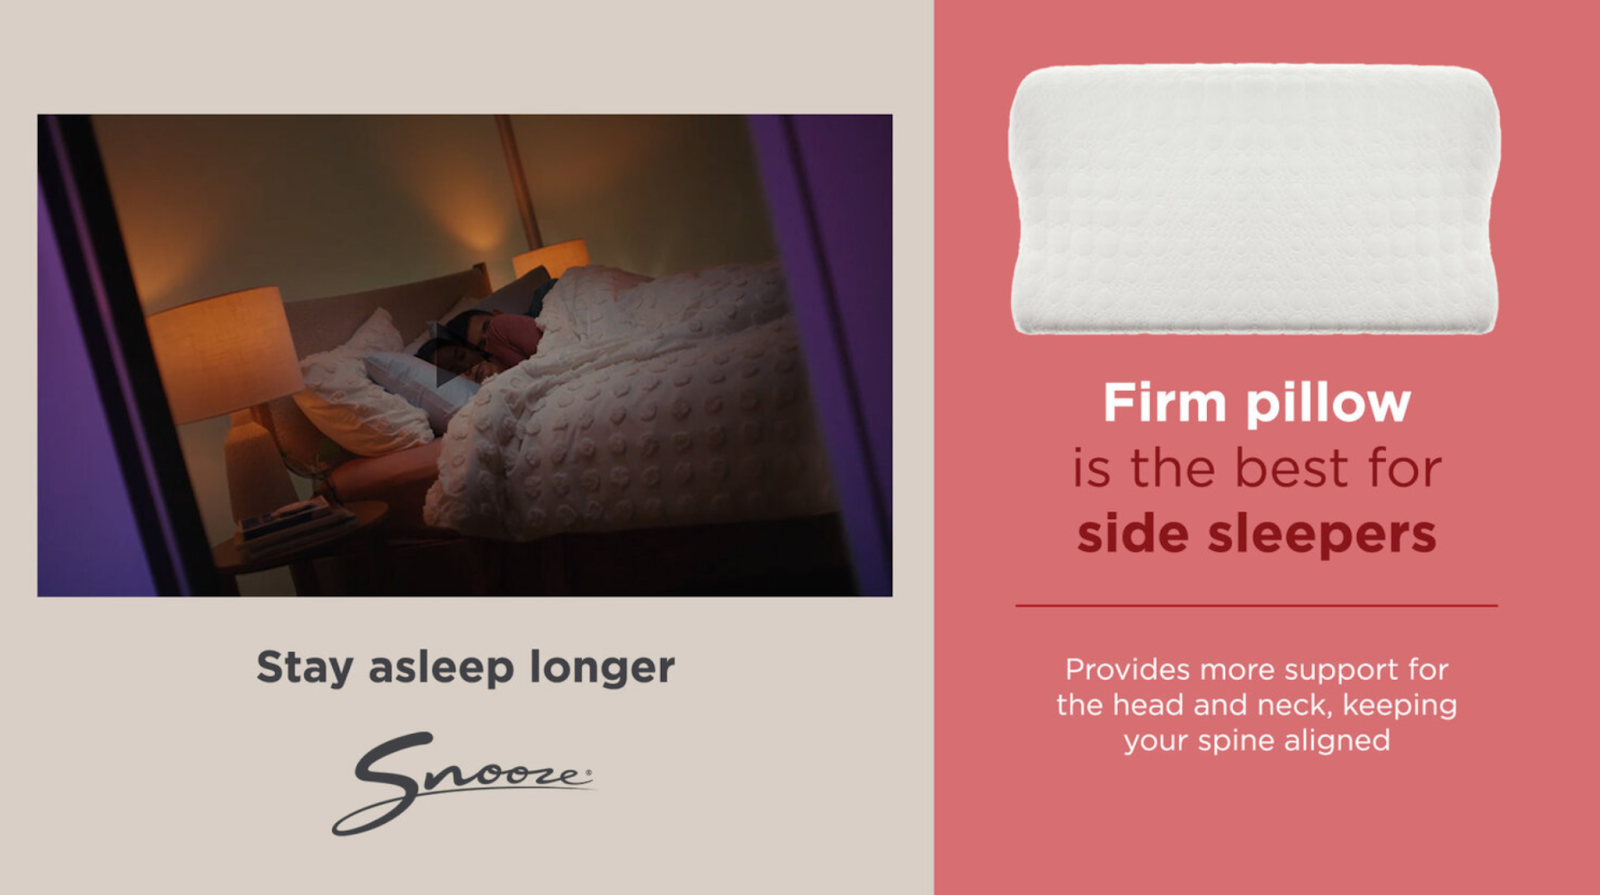 Stay asleep longer
Snooze®
Firm pillow
is the best for
side sleepers
Provides more support for
the head and neck, keeping
your spine aligned